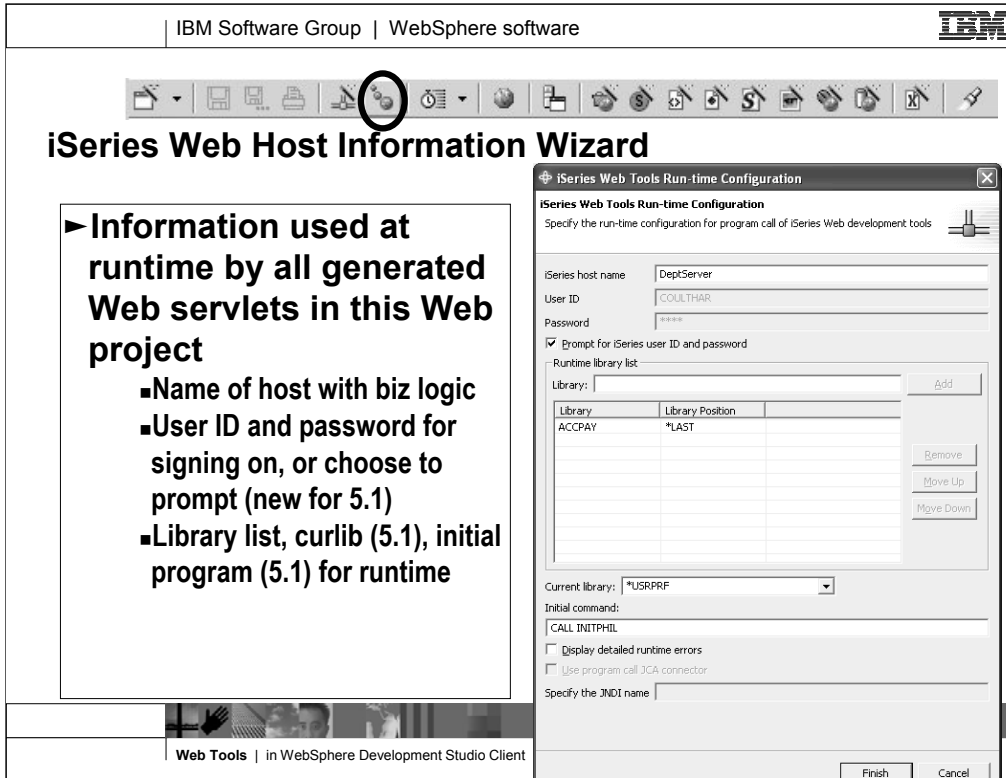 IBM Software Group | WebSphere software
IBM
iSeries Web Host Information Wizard
►Information used at
runtime by all generated
Web servlets in this Web
project
■Name of host with biz logic
■User ID and password for
signing on, or choose to
prompt (new for 5.1)
■Library list, curlib (5.1), initial
program (5.1) for runtime
iSeries Web Tools Run-time Configuration
iSeries Web Tools Run-time Configuration
Specify the run-time configuration for program call of iSeries Web development tools
iSeries host name DeptServer
User ID COULTHAR
Password ****
Prompt for iSeries user ID and password
Runtime library list
Library: Add
Library Library Position
ACCPAY *LAST
Remove
Move Up
Move Down
Current library: *USRPRF
Initial command:
CALL INITPHIL
Display detailed runtime errors
Use program call JCA connector
Specify the JNDI name
Finish Cancel
Web Tools | in WebSphere Development Studio Client